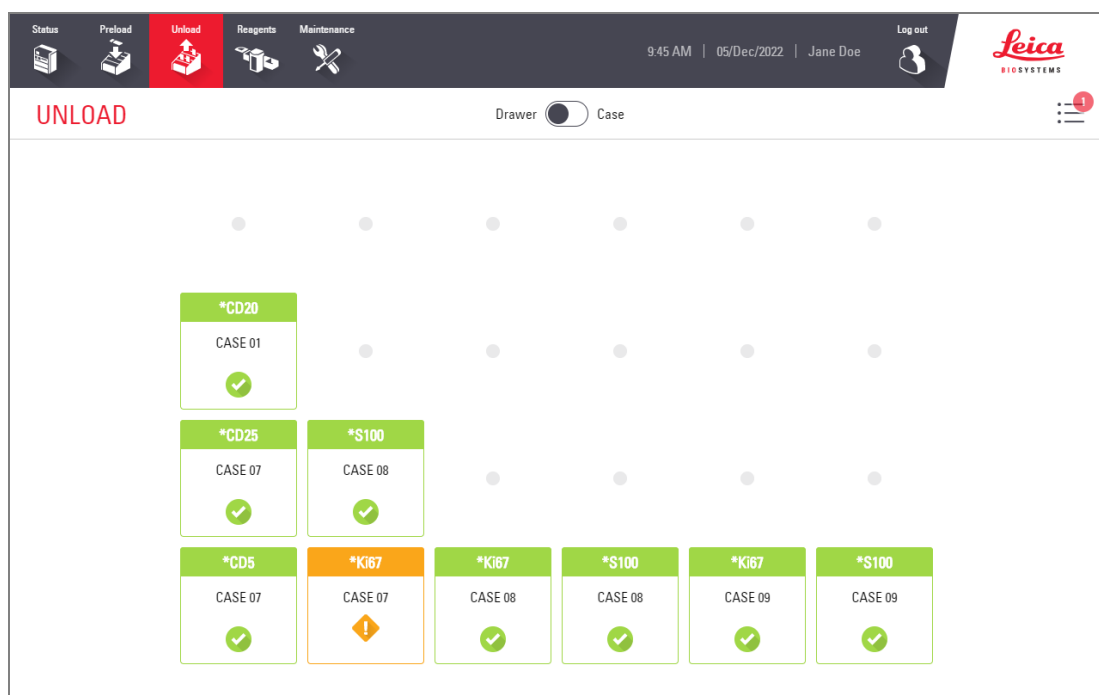 Status Preload Unload Reagents Maintenance
9:45 AM | 05/Dec/2022 | Jane Doe
Log out
Leica
BIOSYSTEMS
UNLOAD
Drawer Case
1
*CD20
CASE 01
*CD25 *S100
CASE 07 CASE 08
*CD5 *Ki67 *Ki67 *S100 *Ki67 *S100
CASE 07 CASE 07 CASE 08 CASE 08 CASE 09 CASE 09